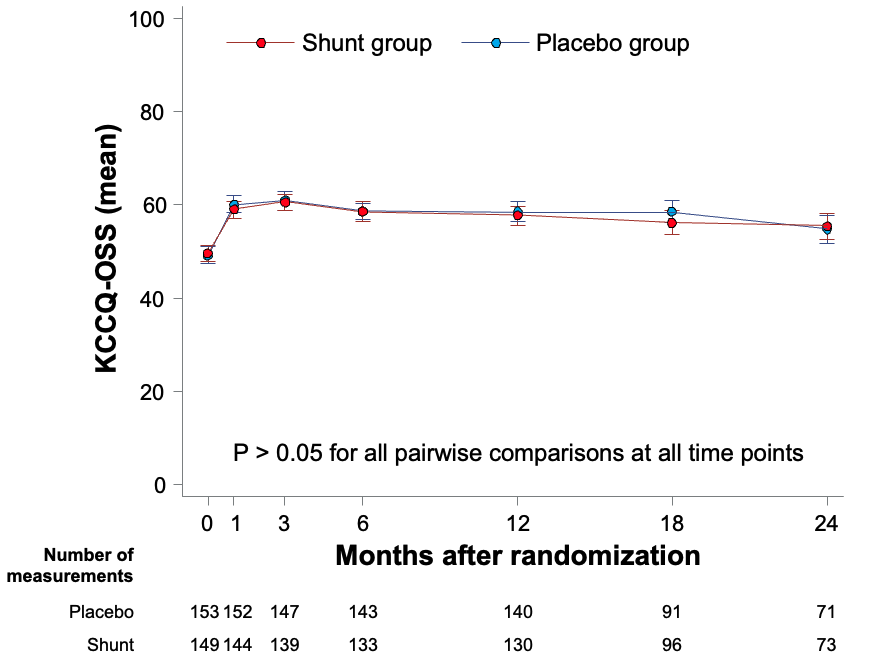 100
Shunt group
Placebo group
80
60
40
20
0
KCCQ-OSS (mean)
P > 0.05 for all pairwise comparisons at all time points
0 1 3 6 12 18 24
Months after randomization
Number of
measurements
Placebo 153 152 147 143 140 91 71
Shunt 149 144 139 133 130 96 73